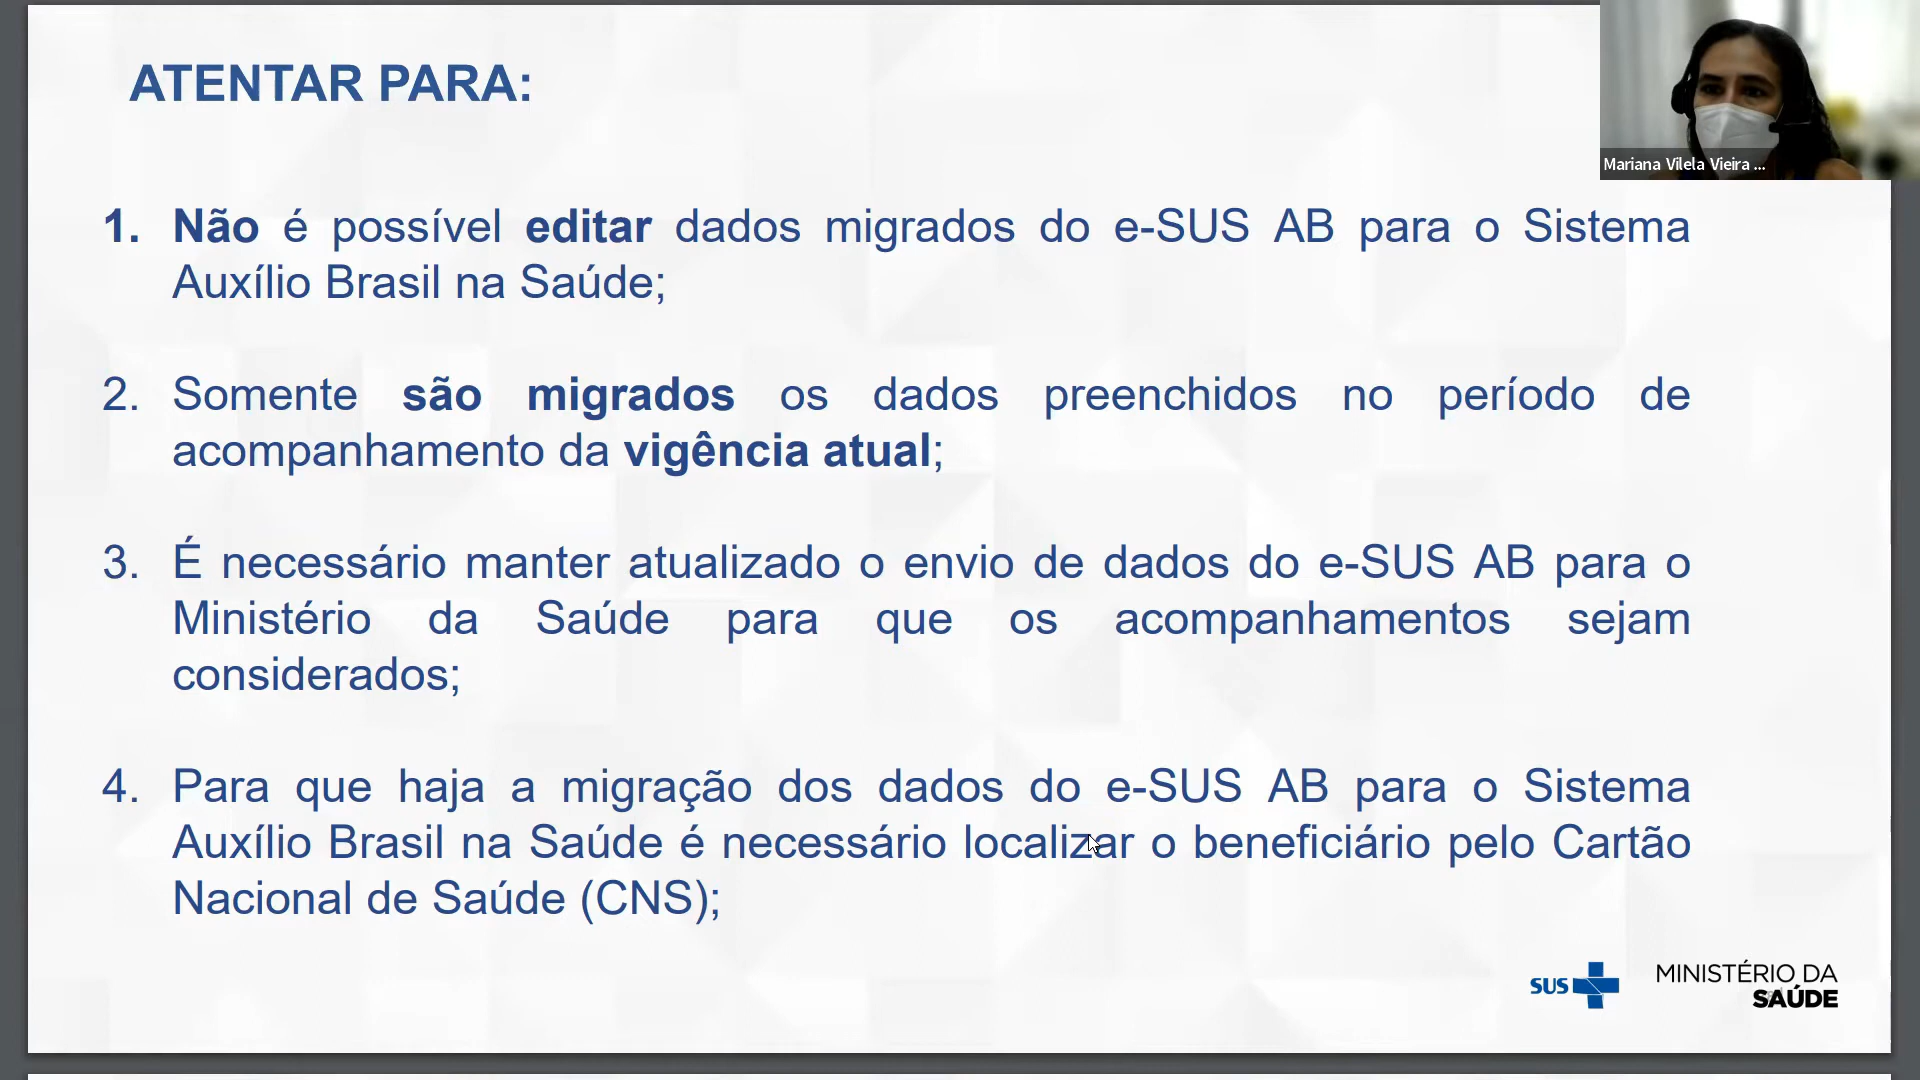 ATENTAR PARA:
Mariana Vilela Vieira ...
1. Não é possível editar dados migrados do e-SUS AB para o Sistema
Auxílio Brasil na Saúde;
2. Somente são migrados os dados preenchidos no período de
acompanhamento da vigência atual;
3. É necessário manter atualizado o envio de dados do e-SUS AB para o
Ministério da Saúde para que os acompanhamentos sejam
considerados;
4. Para que haja a migração dos dados do e-SUS AB para o Sistema
Auxílio Brasil na Saúde é necessário localizar o beneficiário pelo Cartão
Nacional de Saúde (CNS);
SUS
MINISTÉRIO DA
SAÚDE